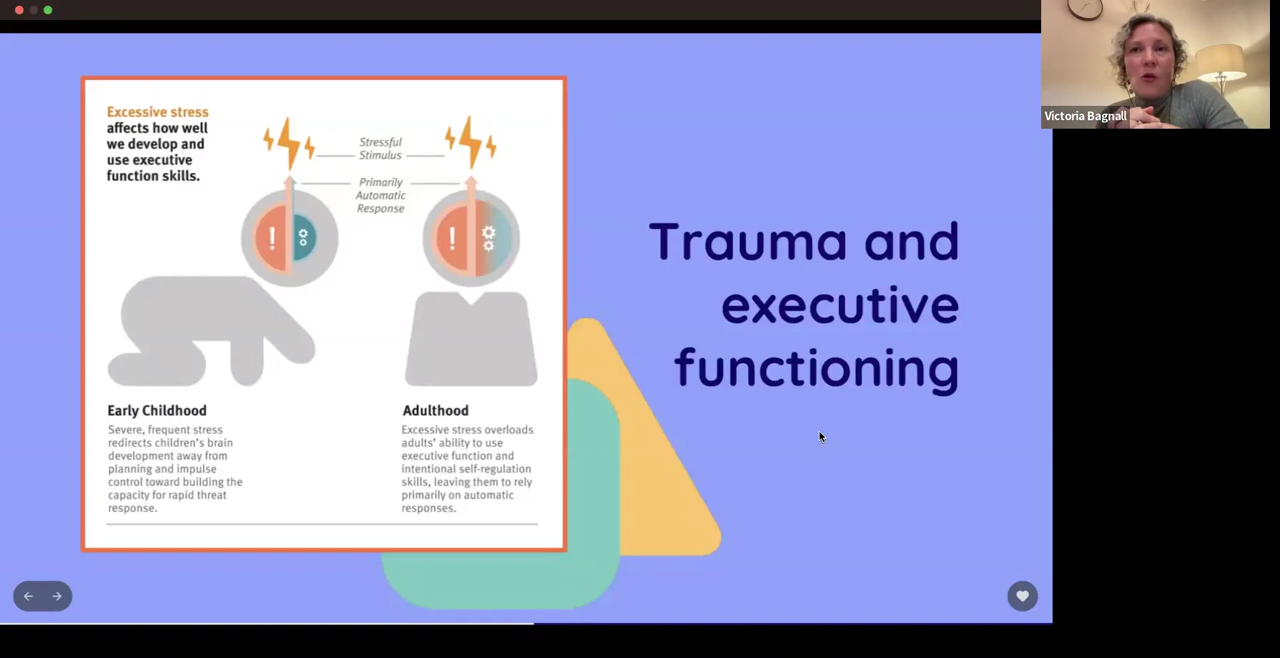 Excessive stress
affects how well
we develop and
use executive
function skills.
Stressful
Stimulus
Primarily
Automatic
Response
!
!
Early Childhood
Severe, frequent stress
redirects children's brain
development away from
planning and impulse
control toward building the
capacity for rapid threat
response.
Adulthood
Excessive stress overloads
adults' ability to use
executive function and
intentional self-regulation
skills, leaving them to rely
primarily on automatic
responses.
Trauma and
executive
functioning
Victoria Bagnall